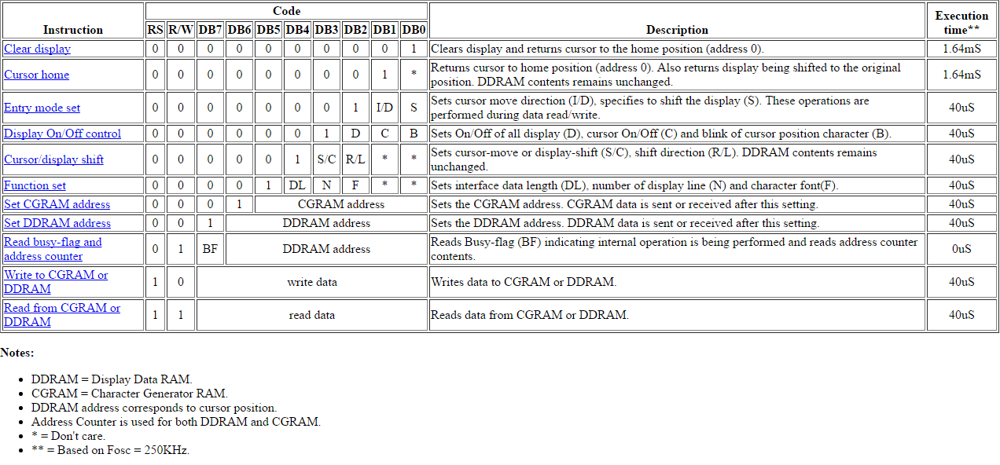 Instruction Code Description Execution time**
RS R/W DB7 DB6 DB5 DB4 DB3 DB2 DB1 DB0
Clear display 0 0 0 0 0 0 0 0 0 1 Clears display and returns cursor to the home position (address 0). 1.64mS
Cursor home 0 0 0 0 0 0 0 0 1 * Returns cursor to home position (address 0). Also returns display being shifted to the original
position. DDRAM contents remains unchanged. 1.64mS
Entry mode set 0 0 0 0 0 0 0 1 I/D S Sets cursor move direction (I/D), specifies to shift the display (S). These operations are
performed during data read/write. 40uS
Display On/Off control 0 0 0 0 0 0 1 D C B Sets On/Off of all display (D), cursor On/Off (C) and blink of cursor position character (B). 40uS
Cursor/display shift 0 0 0 0 0 1 S/C R/L * * Sets cursor-move or display-shift (S/C), shift direction (R/L). DDRAM contents remains
unchanged. 40uS
Function set 0 0 0 0 1 DL N F * * Sets interface data length (DL), number of display line (N) and character font(F). 40uS
Set CGRAM address 0 0 0 1 CGRAM address Sets the CGRAM address. CGRAM data is sent or received after this setting. 40uS
Set DDRAM address 0 0 1 DDRAM address Sets the DDRAM address. DDRAM data is sent or received after this setting. 40uS
Read busy-flag and
address counter 0 1 BF DDRAM address Reads Busy-flag (BF) indicating internal operation is being performed and reads address counter
contents. 0uS
Write to CGRAM or
DDRAM 1 0 write data Writes data to CGRAM or DDRAM. 40uS
Read from CGRAM or
DDRAM 1 1 read data Reads data from CGRAM or DDRAM. 40uS
Notes:
• DDRAM = Display Data RAM.
• CGRAM = Character Generator RAM.
• DDRAM address corresponds to cursor position.
• Address Counter is used for both DDRAM and CGRAM.
• * = Don't care.
• ** = Based on Fosc = 250KHz.